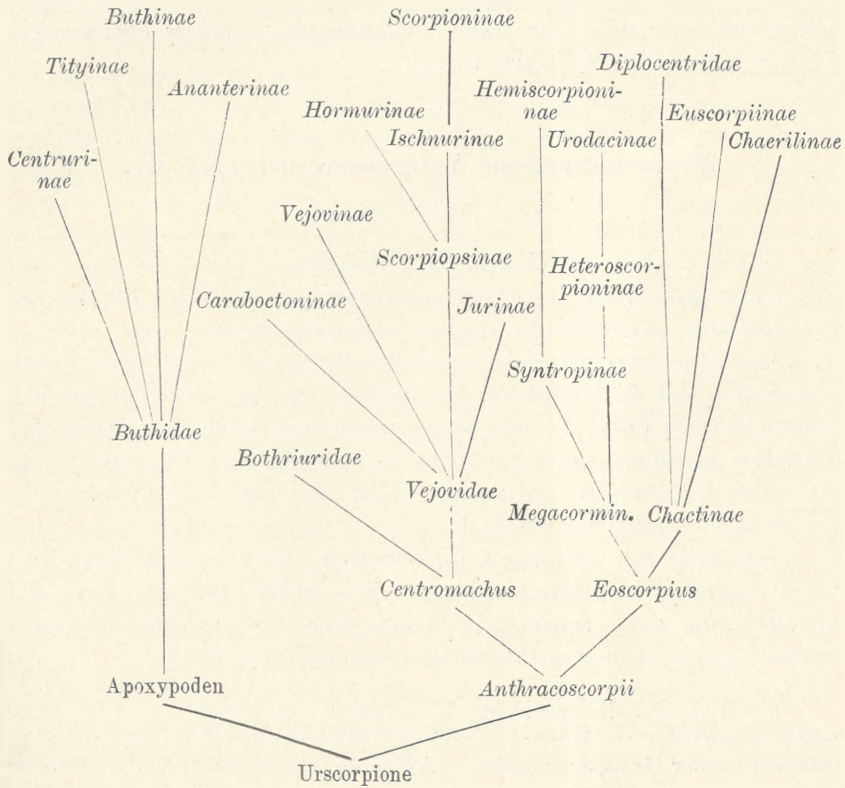 Buthinae
Scorpioninae
Tityinae
Diplocentridae
Ananterinae
Hemiscorpioni-
nae
Hormurinae
Euscorpiinae
Ischnurinae
Urodacinae
Chaerilinae
Centruri-
nae
Vejovinae
Scorpiopsinae
Heteroscor-
pioninae
Caraboctoninae
Jurinae
Syntropinae
Buthidae
Bothriuridae
Vejovidae
Megacormin.
Chactinae
Centromachus
Eoscorpius
Apoxypoden
Anthracoscorpii
Urscorpione